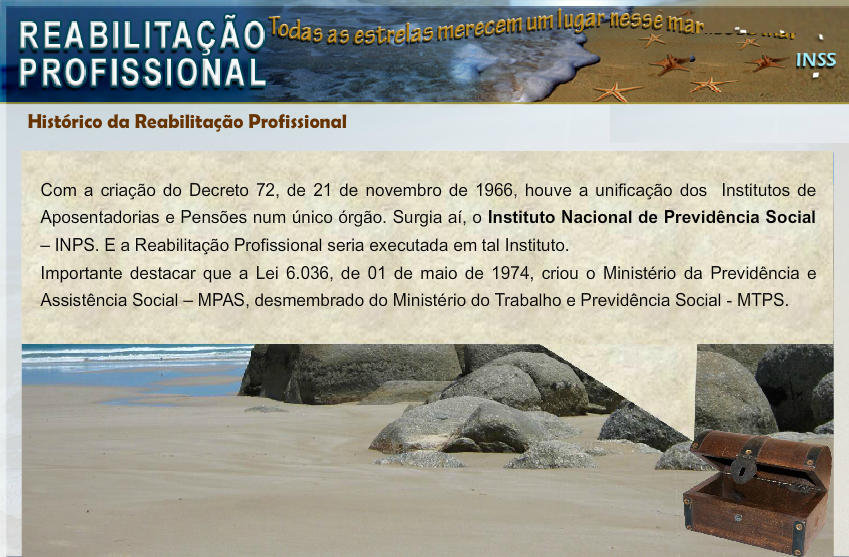 REABILITAÇÃO
PROFISSIONAL
Todas as estrelas merecem um lugar nesse mar
INSS
Histórico da Reabilitação Profissional
Com a criação do Decreto 72, de 21 de novembro de 1966, houve a unificação dos Institutos de
Aposentadorias e Pensões num único órgão. Surgia aí, o Instituto Nacional de Previdência Social
– INPS. E a Reabilitação Profissional seria executada em tal Instituto.
Importante destacar que a Lei 6.036, de 01 de maio de 1974, criou o Ministério da Previdência e
Assistência Social – MPAS, desmembrado do Ministério do Trabalho e Previdência Social - MTPS.